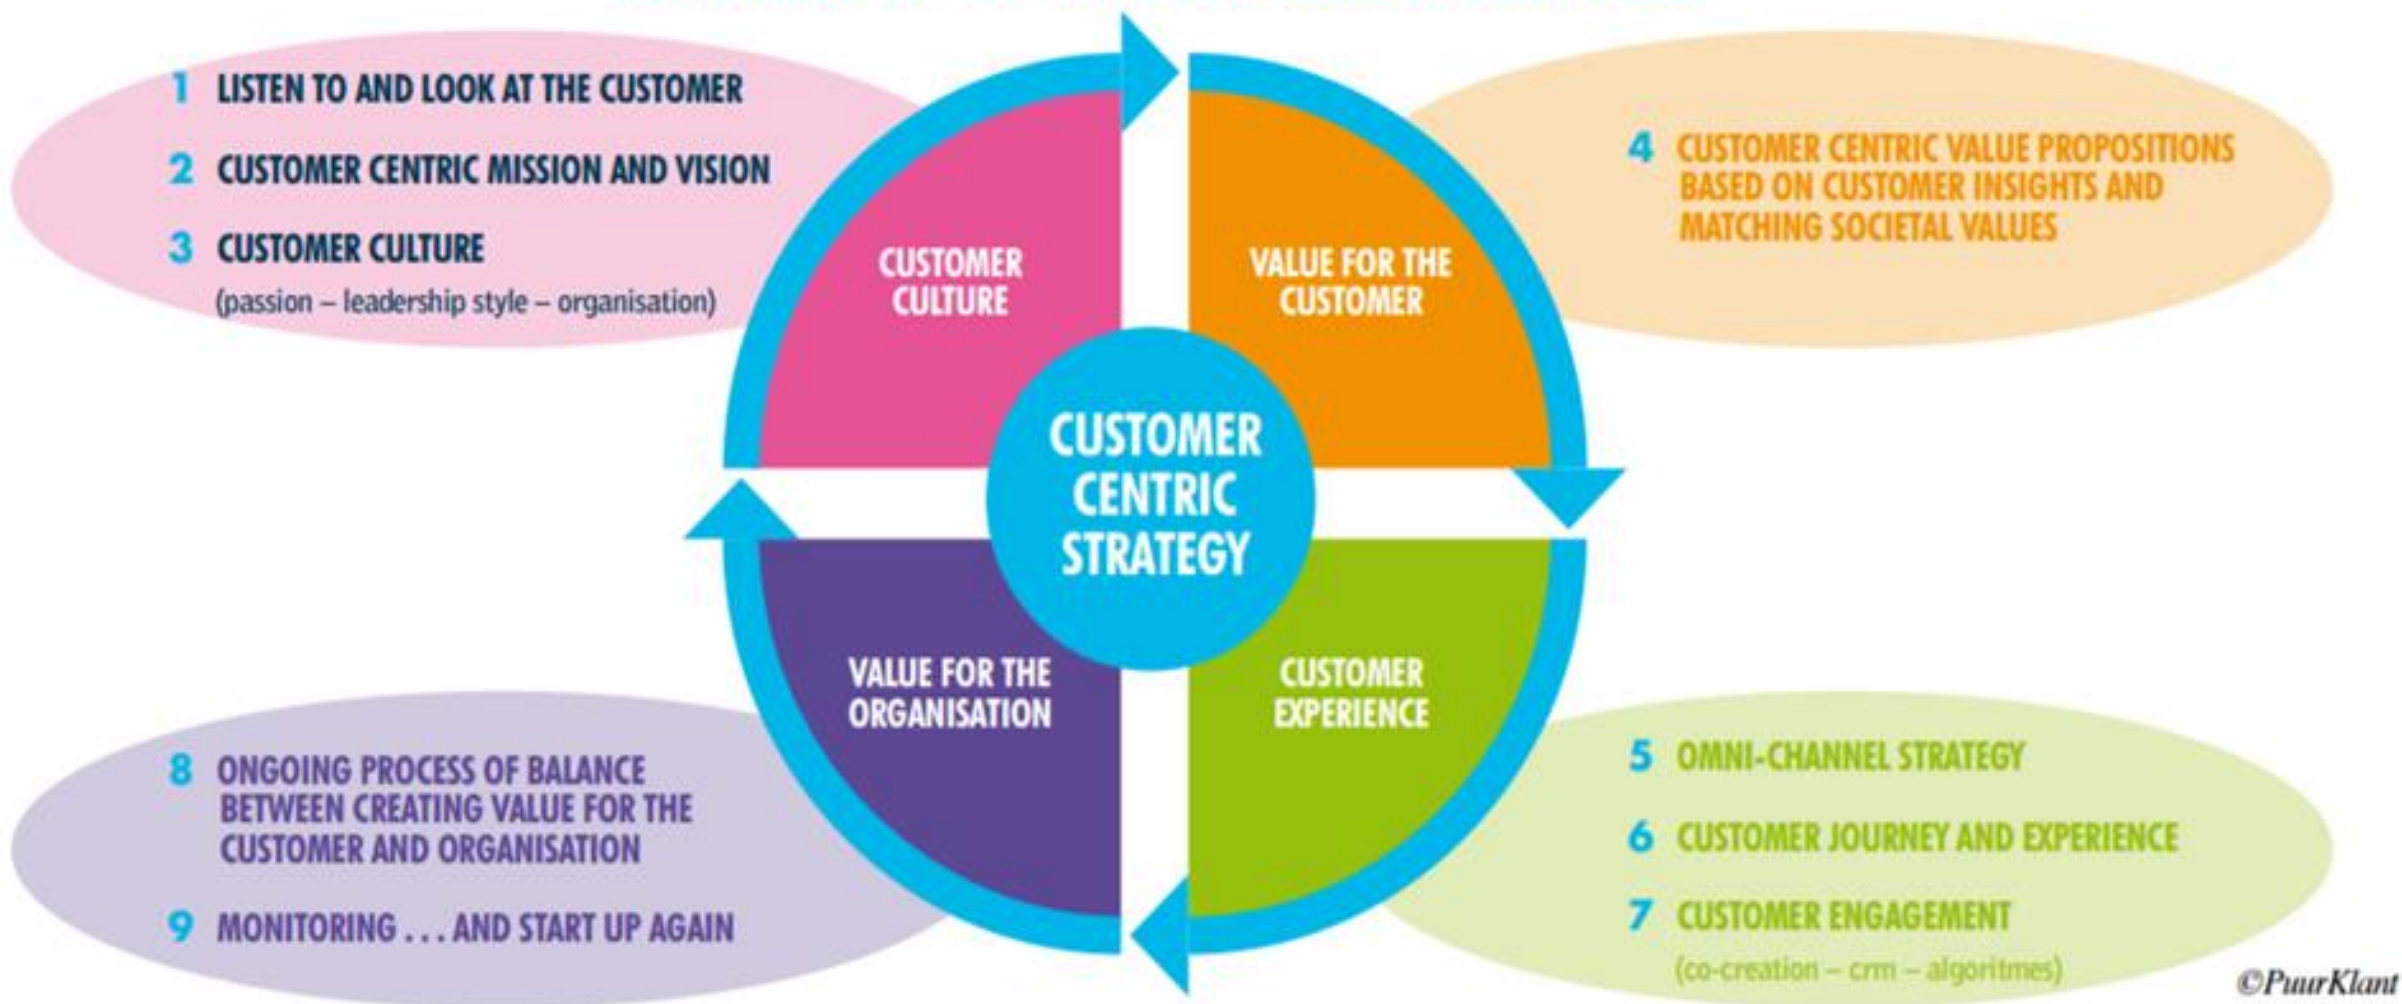 1 LISTEN TO AND LOOK AT THE CUSTOMER
2 CUSTOMER CENTRIC MISSION AND VISION
3 CUSTOMER CULTURE
(passion – leadership style – organisation)
CUSTOMER
CULTURE
VALUE FOR THE
CUSTOMER
4 CUSTOMER CENTRIC VALUE PROPOSITIONS
BASED ON CUSTOMER INSIGHTS AND
MATCHING SOCIETAL VALUES
CUSTOMER
CENTRIC
STRATEGY
VALUE FOR THE
ORGANISATION
CUSTOMER
EXPERIENCE
8 ONGOING PROCESS OF BALANCE
BETWEEN CREATING VALUE FOR THE
CUSTOMER AND ORGANISATION
9 MONITORING . . . AND START UP AGAIN
5 OMNI-CHANNEL STRATEGY
6 CUSTOMER JOURNEY AND EXPERIENCE
7 CUSTOMER ENGAGEMENT
(co-creation – crm – algoritmes)
©PuurKlant